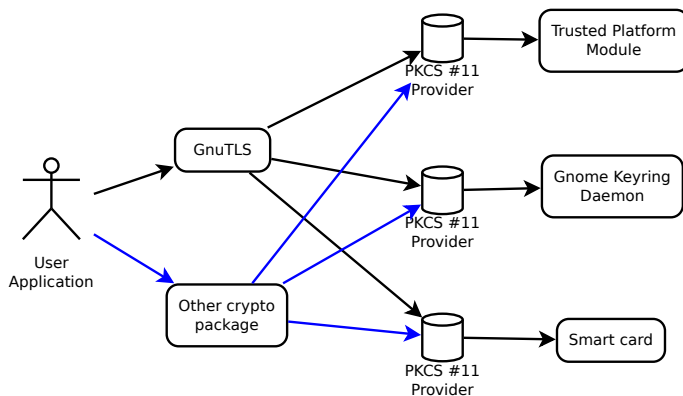 Trusted Platform
Module
PKCS #11
Provider
GnuTLS
Gnome Keyring
Daemon
PKCS #11
Provider
User
Application
Other crypto
package
Smart card
PKCS #11
Provider